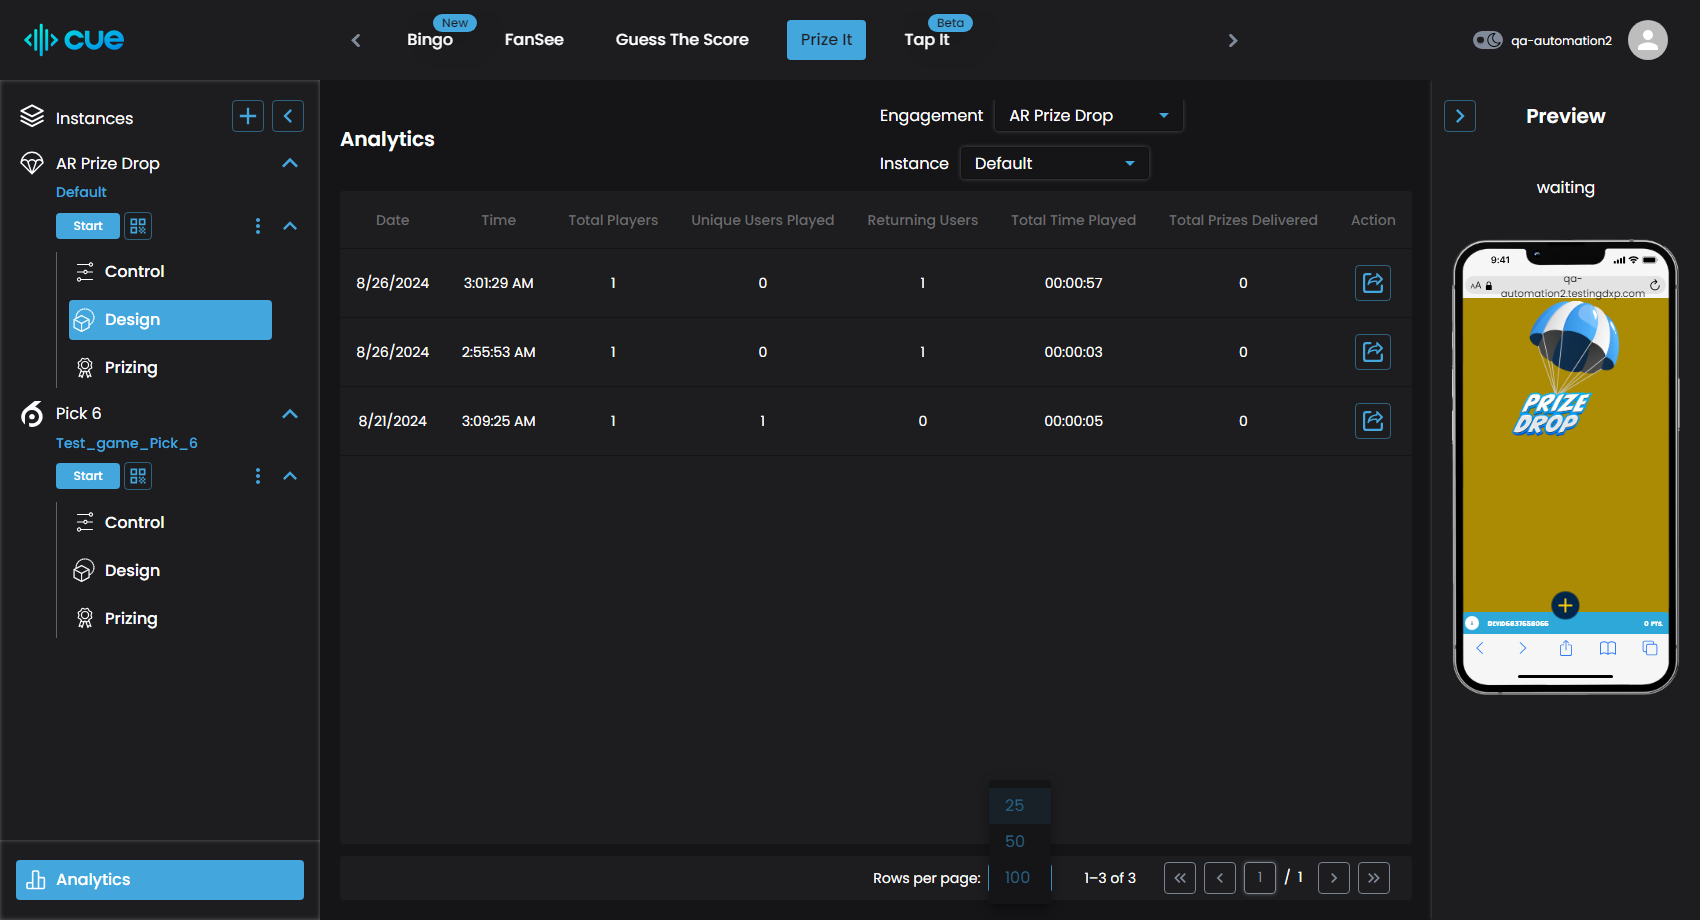 cue
New
Bingo
FanSee
Guess The Score
Prize It
Beta
Tap It
qa-automation2
Instances
AR Prize Drop
Default
Start
Control
Design
Prizing
Pick 6
Test_game_Pick_6
Start
Control
Design
Prizing
Analytics
Analytics
Engagement AR Prize Drop
Instance Default
Date Time Total Players Unique Users Played Returning Users Total Time Played Total Prizes Delivered Action
8/26/2024 3:01:29 AM 1 0 1 00:00:57 0
8/26/2024 2:55:53 AM 1 0 1 00:00:03 0
8/21/2024 3:09:25 AM 1 1 0 00:00:05 0
25
50
100
Rows per page:
1–3 of 3
1 / 1
Preview
waiting
9:41
AA
qa-
automation2.testingdxp.com
PRIZE
DROP
0 PTS.